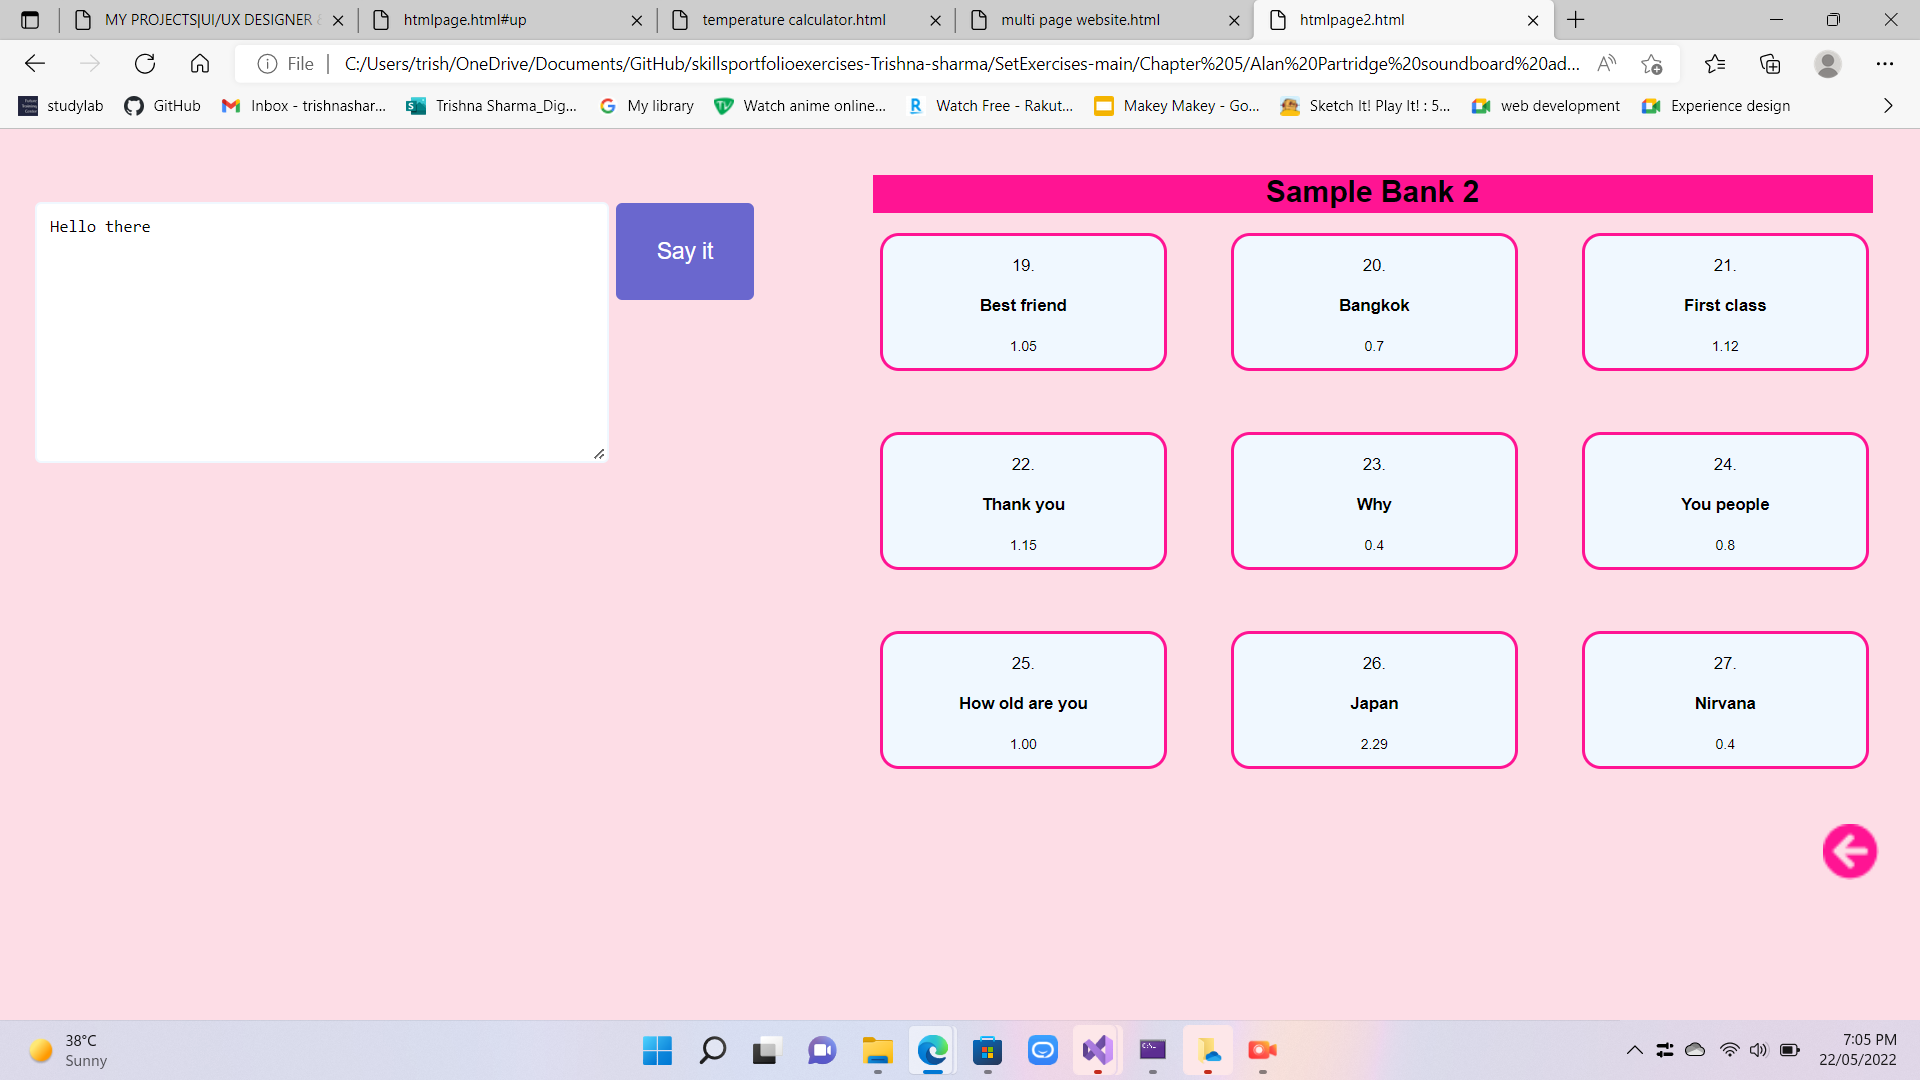 MY PROJECTS|UI/UX DESIGNER
htmlpage.html#up
temperature calculator.html
multi page website.html
htmlpage2.html
File
C:/Users/trish/OneDrive/Documents/GitHub/skillsportfolioexercises-Trishna-sharma/SetExercises-main/Chapter%205/Alan%20Partridge%20soundboard%20ad...
studylab
GitHub
Inbox - trishnashar...
Trishna Sharma_Dig...
My library
Watch anime online...
Watch Free - Rakut...
Makey Makey - Go...
Sketch It! Play It! : 5...
web development
Experience design
Hello there
Say it
Sample Bank 2
19.
Best friend
1.05
20.
Bangkok
0.7
21.
First class
1.12
22.
Thank you
1.15
23.
Why
0.4
24.
You people
0.8
25.
How old are you
1.00
26.
Japan
2.29
27.
Nirvana
0.4
38°C
Sunny
7:05 PM
22/05/2022